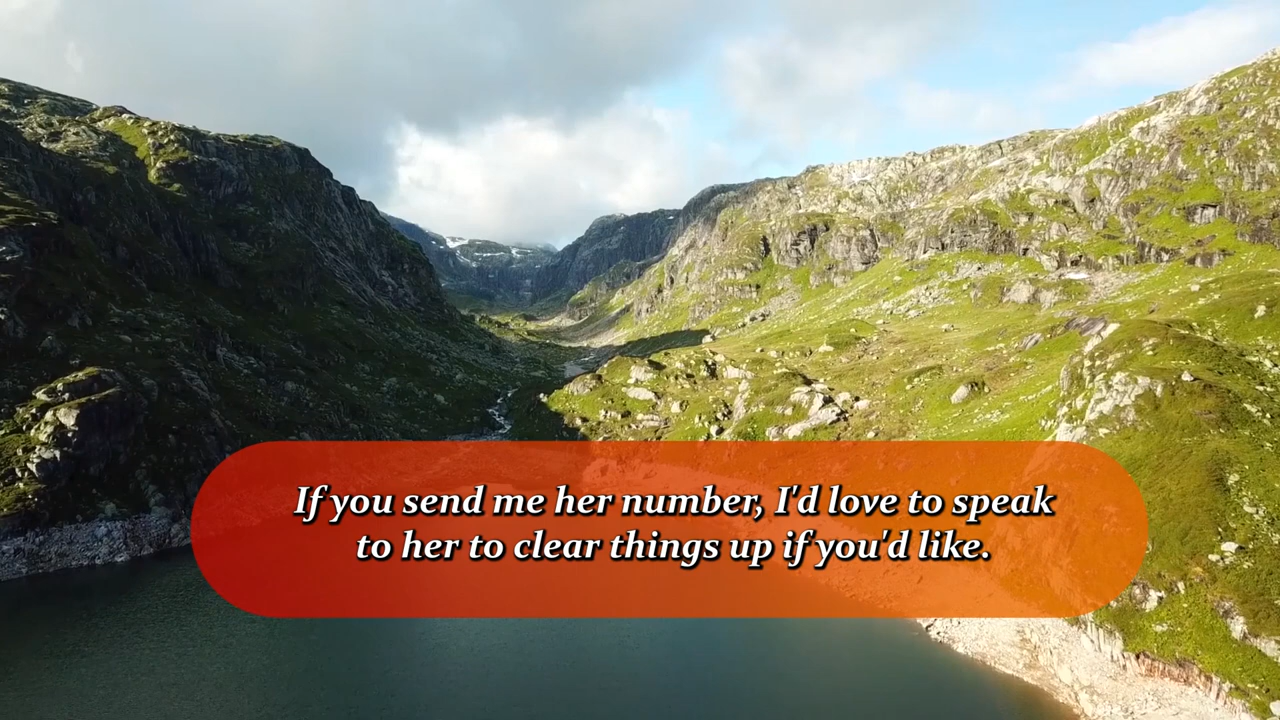 If you send me her number, I'd love to speak
to her to clear things up if you'd like.